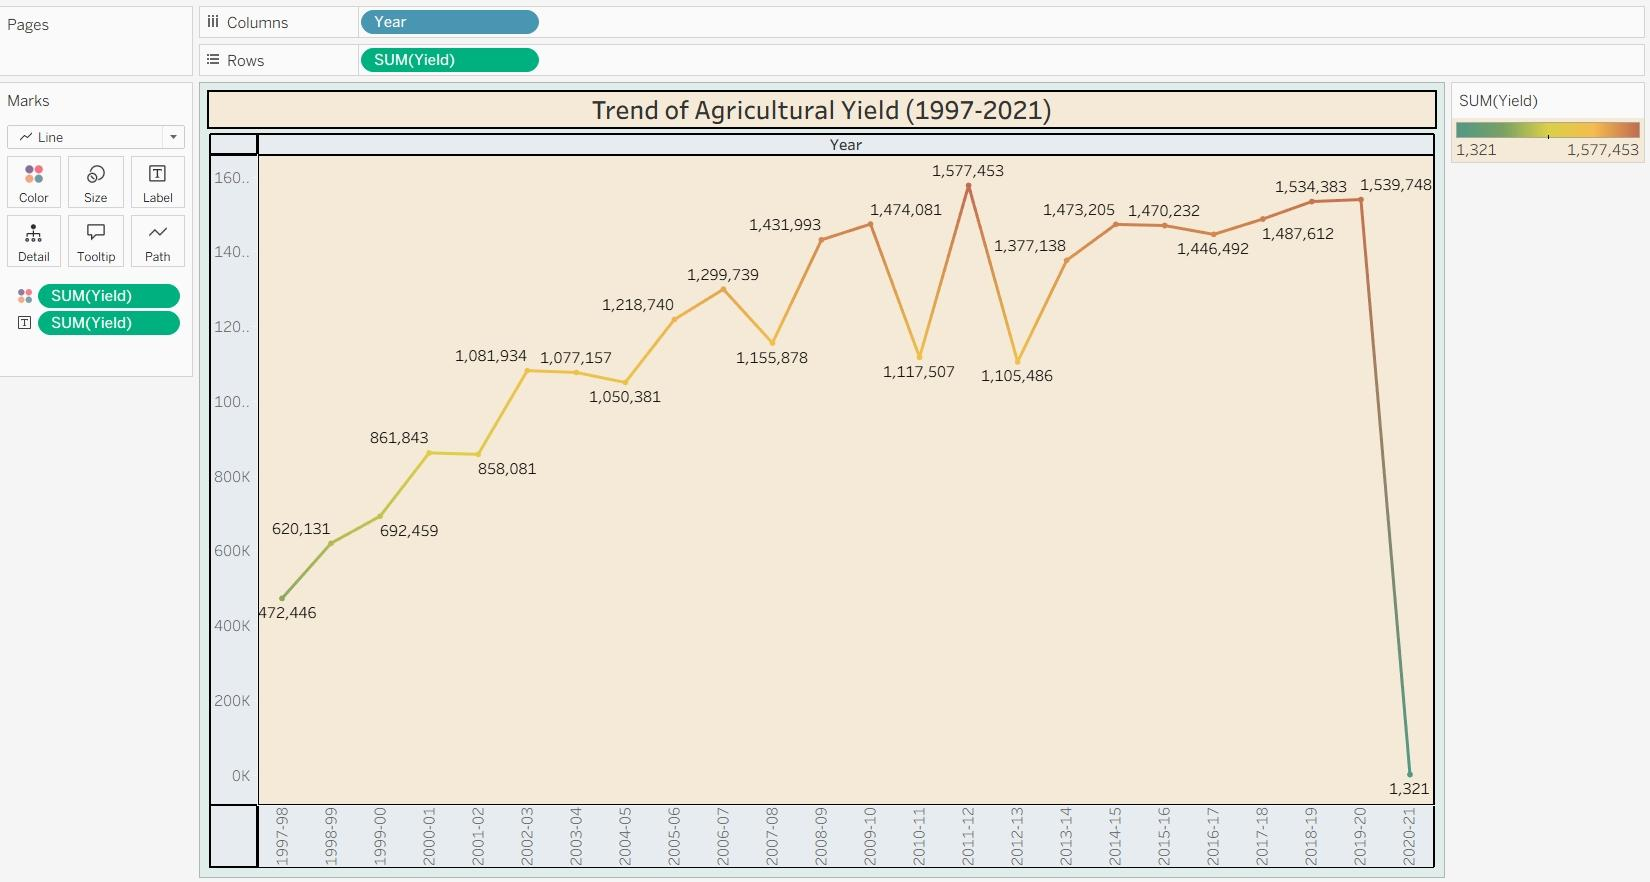 Pages
Columns
Year
Rows
SUM(Yield)
Marks
Line
Color
Size
Label
Detail
Tooltip
Path
SUM(Yield)
SUM(Yield)
Trend of Agricultural Yield (1997-2021)
Year
160..
140..
120..
100..
800K
600K
400K
200K
0K
472,446
620,131
692,459
861,843
858,081
1,081,934
1,077,157
1,050,381
1,218,740
1,299,739
1,155,878
1,431,993
1,474,081
1,117,507
1,577,453
1,105,486
1,377,138
1,473,205
1,470,232
1,446,492
1,487,612
1,534,383
1,539,748
1,321
1997-98
1998-99
1999-00
2000-01
2001-02
2002-03
2003-04
2004-05
2005-06
2006-07
2007-08
2008-09
2009-10
2010-11
2011-12
2012-13
2013-14
2014-15
2015-16
2016-17
2017-18
2018-19
2019-20
2020-21
SUM(Yield)
1,321
1,577,453